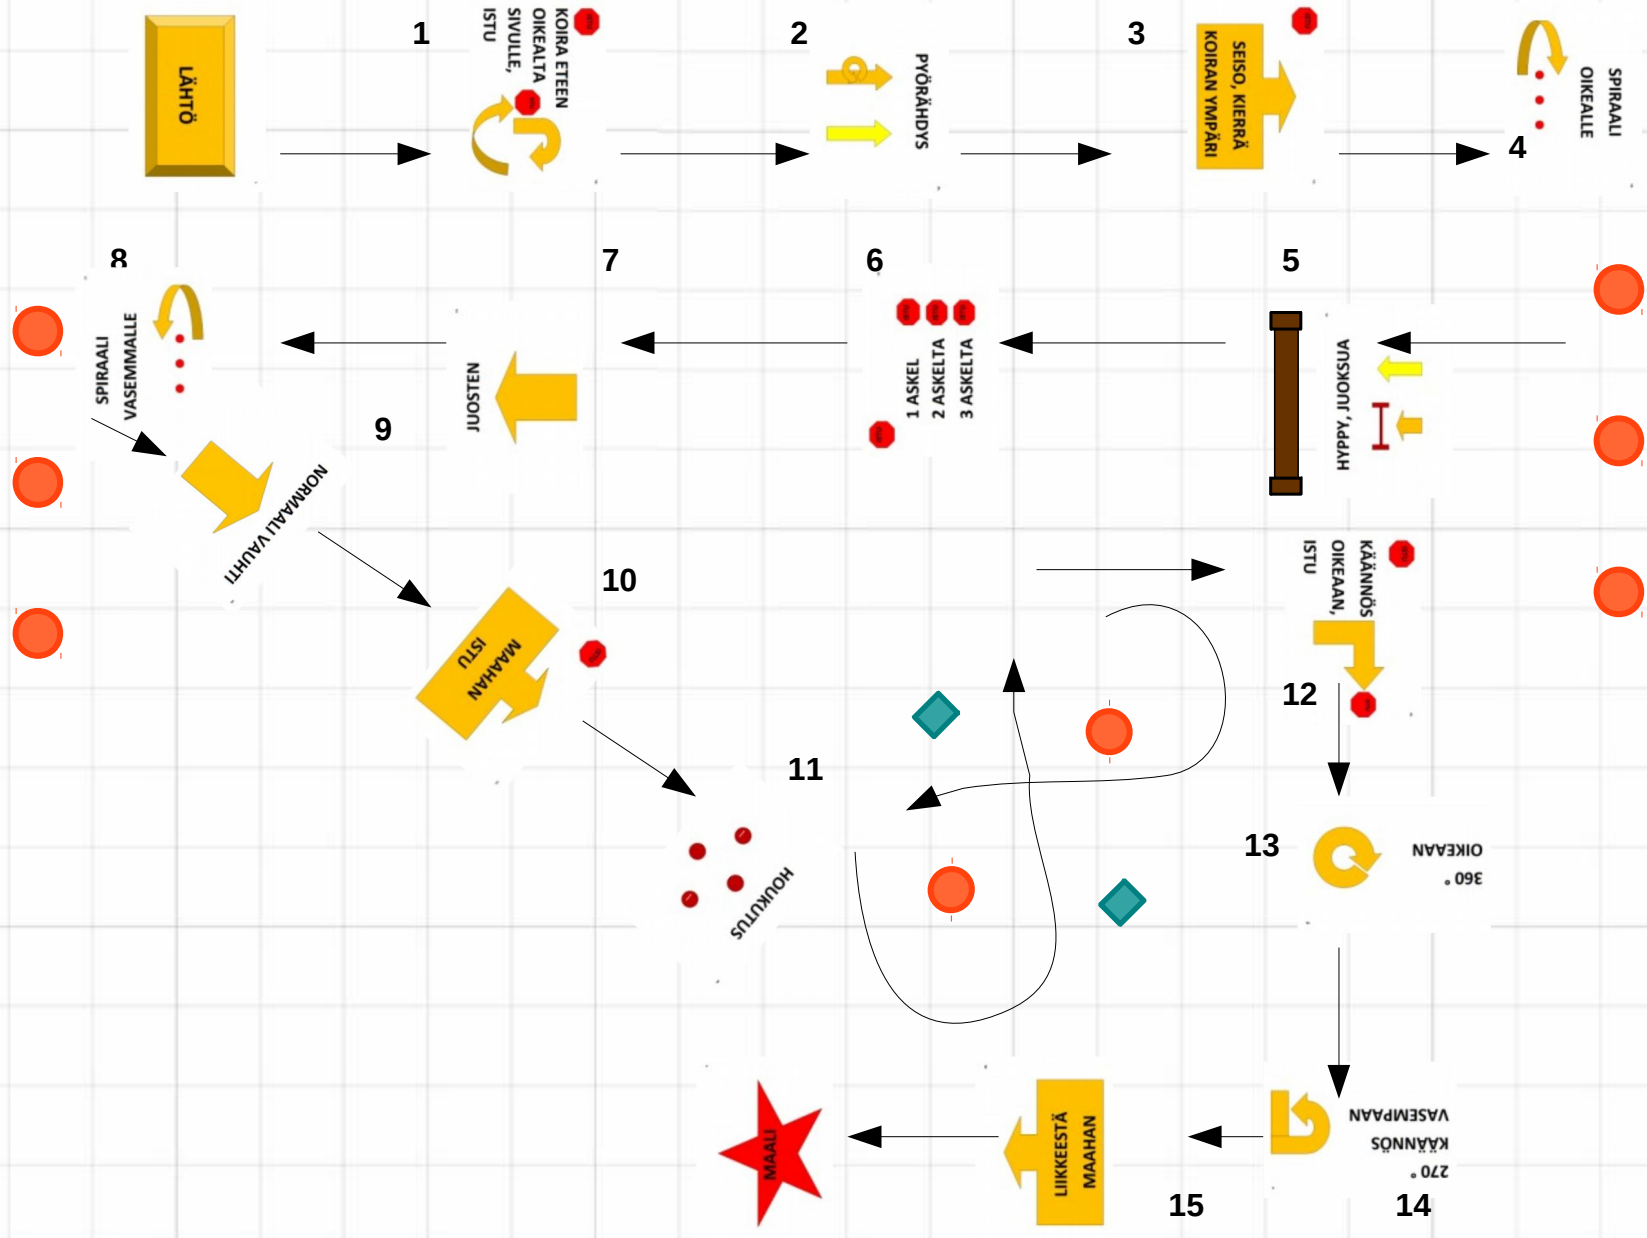 LÄHTÖ
1
KOIRA ETEEN
OIKEALTA
SIVULLE,
ISTU
2
PYÖRÄHDYS
3
SEISO, KIERRÄ
KOIRAN YMPÄRI
4
SPIRAALI
OIKEALLE
5
HYPPY, JUOKSUA
6
1 ASKEL
2 ASKELTA
3 ASKELTA
7
JUOSTEN
8
SPIRAALI
VASEMMALLE
9
NORMAALI VAUHTI
10
MAAHAN
ISTU
11
HOUKUTUS
12
KÄÄNNÖS
OIKEAAN,
ISTU
13
360°
OIKEAAN
14
270°
KÄÄNNÖS
VASEMPAAN
15
LIIKKEESTÄ
MAAHAN
MAALI